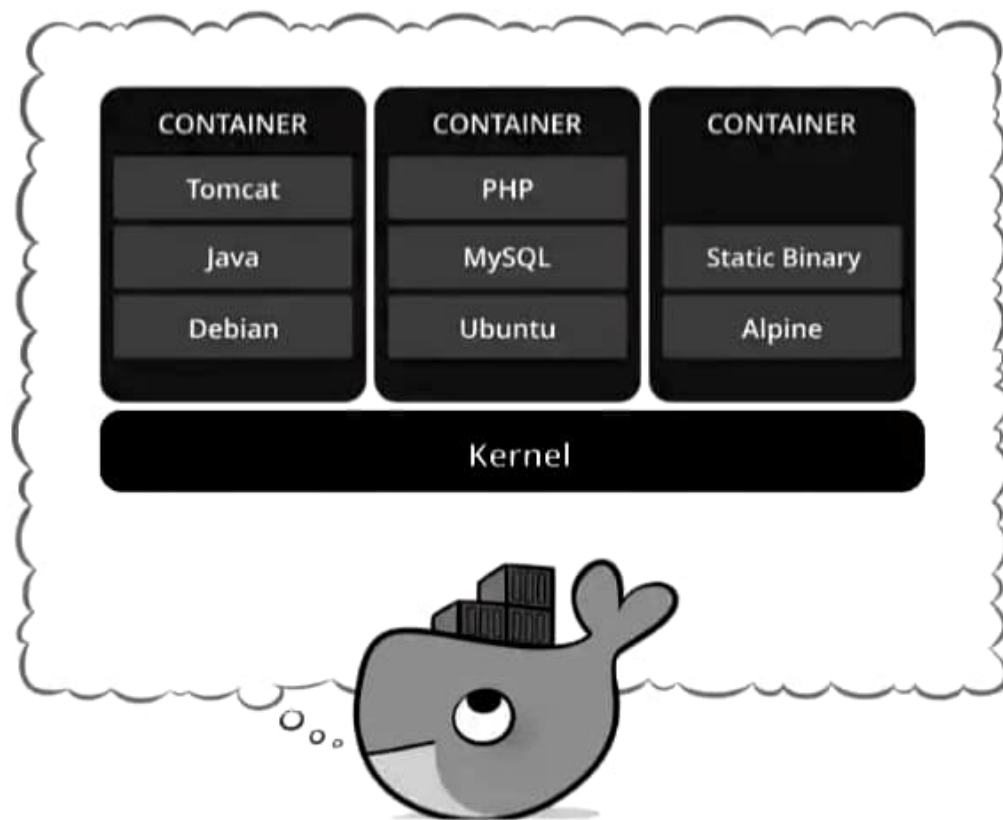 CONTAINER
Tomcat
Java
Debian
CONTAINER
PHP
MySQL
Ubuntu
CONTAINER
Static Binary
Alpine
Kernel